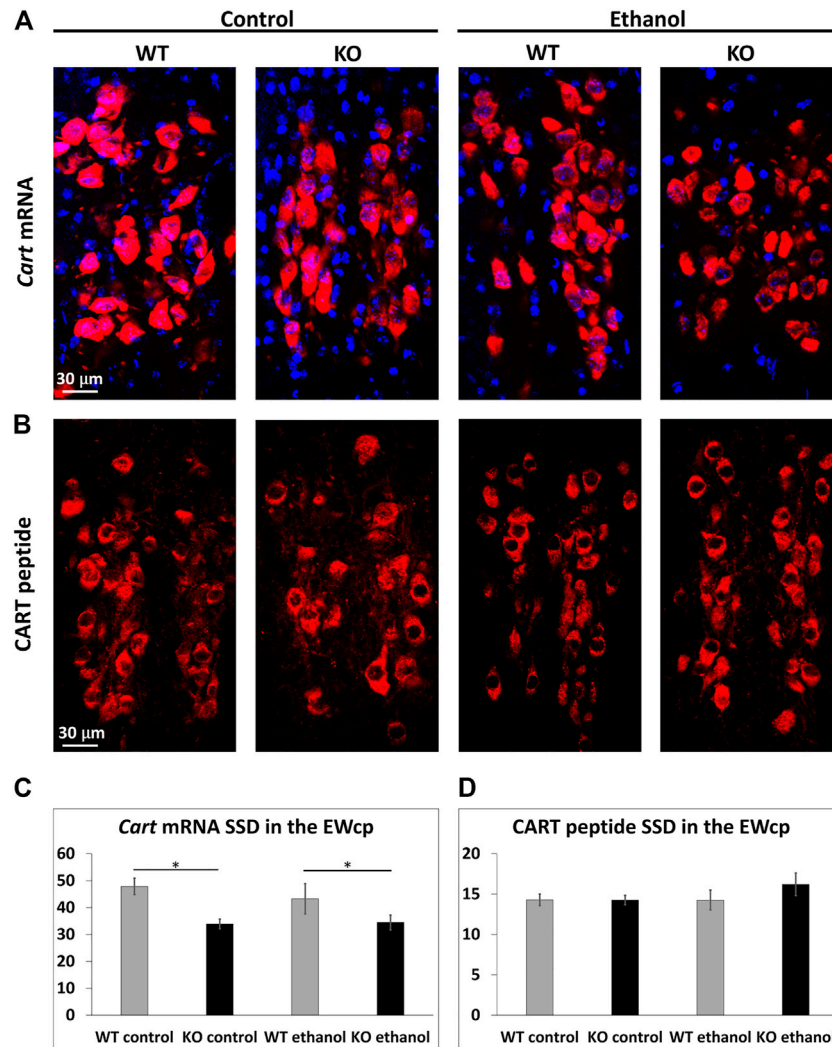 A
Control
Ethanol
WT
KO
WT
KO
Cart mRNA
30 µm
B
CART peptide
30 µm
C
Cart mRNA SSD in the EWcp
60
50
40
30
20
10
0
*
*
WT control
KO control
WT ethanol
KO ethanol
D
CART peptide SSD in the EWcp
20
15
10
5
0
WT control
KO control
WT ethanol
KO ethanol